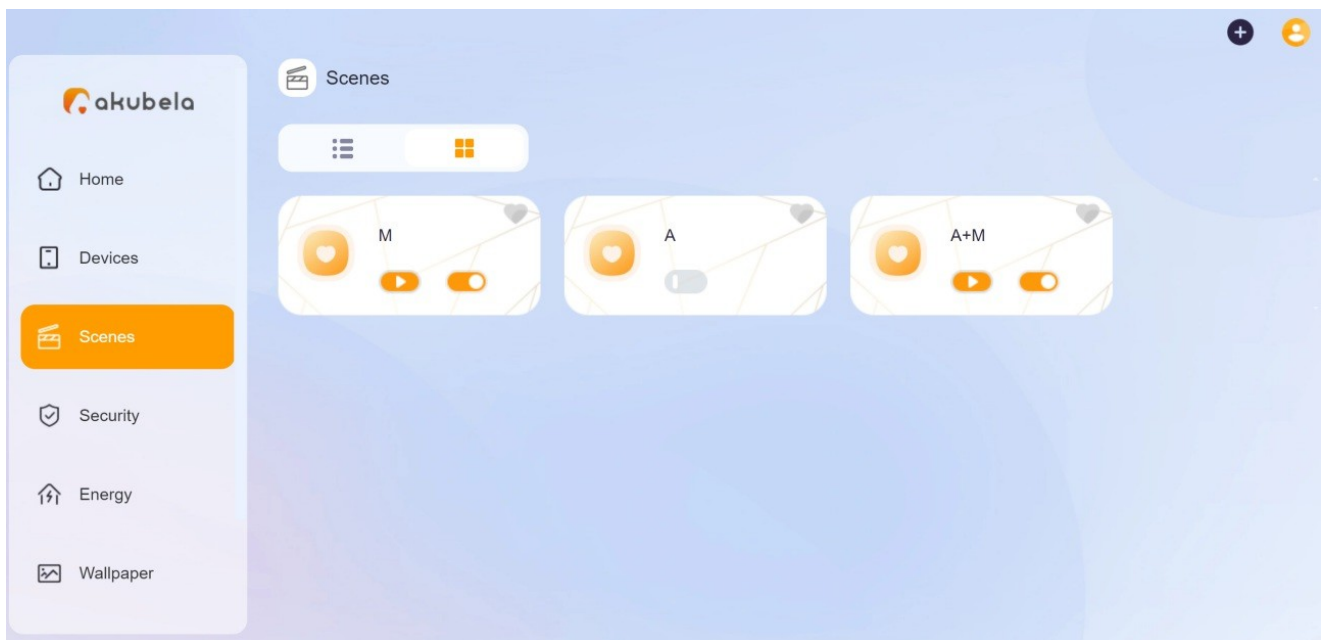 akubela
Home
Devices
Scenes
Security
Energy
Wallpaper
Scenes
M
A
A+M